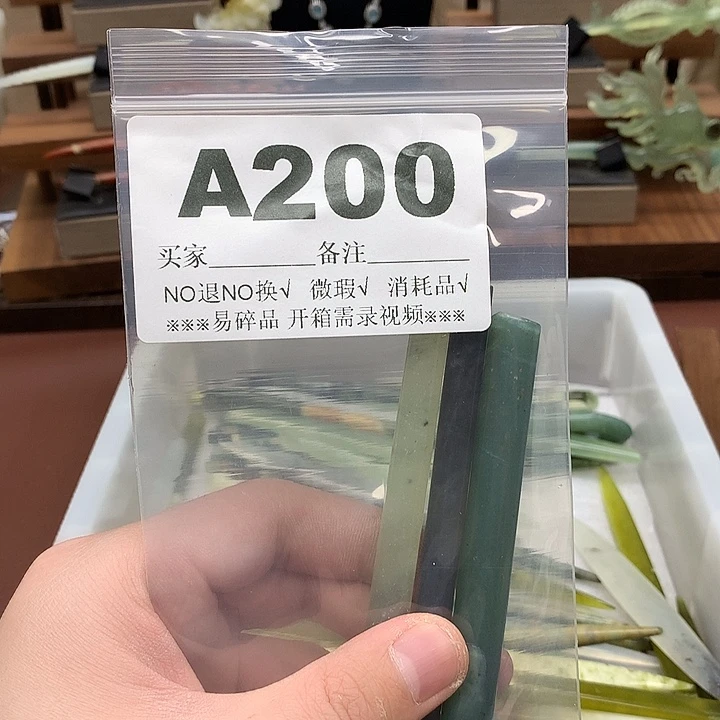 A200
买家________备注________
NO退NO换√ 微瑕√ 消耗品√
※※※易碎品 开箱需录视频※※※